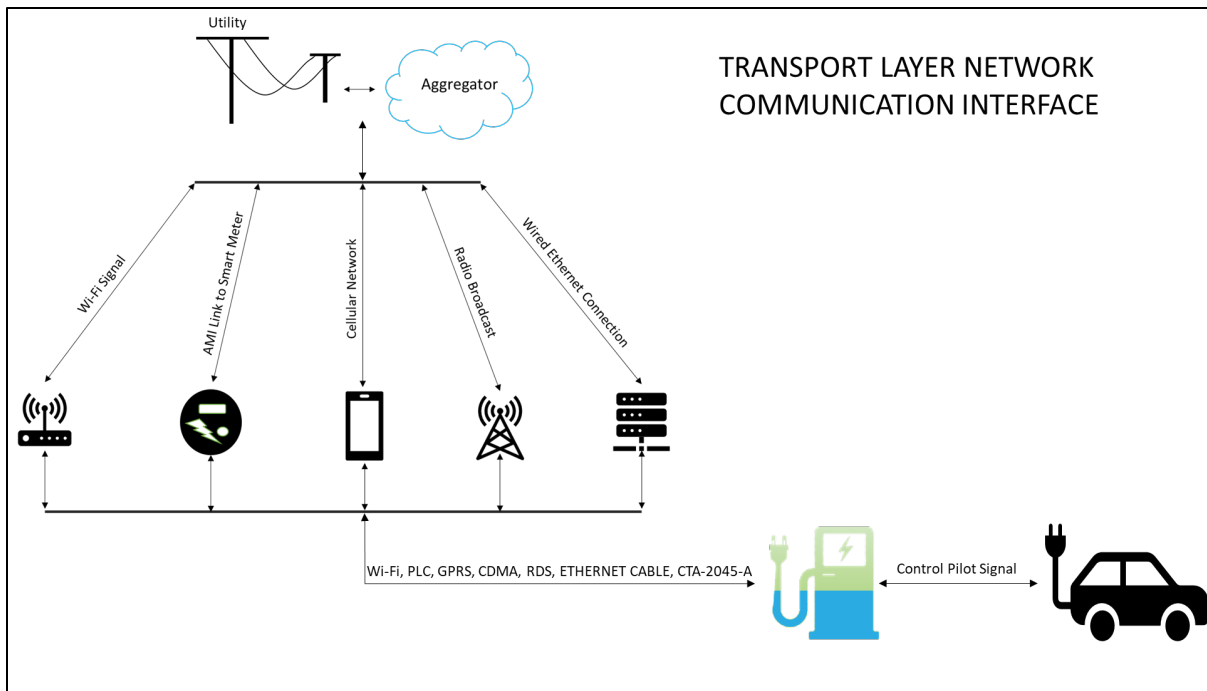 Utility
Aggregator
TRANSPORT LAYER NETWORK
COMMUNICATION INTERFACE
Wi-Fi Signal
AMI Link to Smart Meter
Cellular Network
Radio Broadcast
Wired Ethernet Connection
Wi-Fi, PLC, GPRS, CDMA, RDS, ETHERNET CABLE, CTA-2045-A
Control Pilot Signal